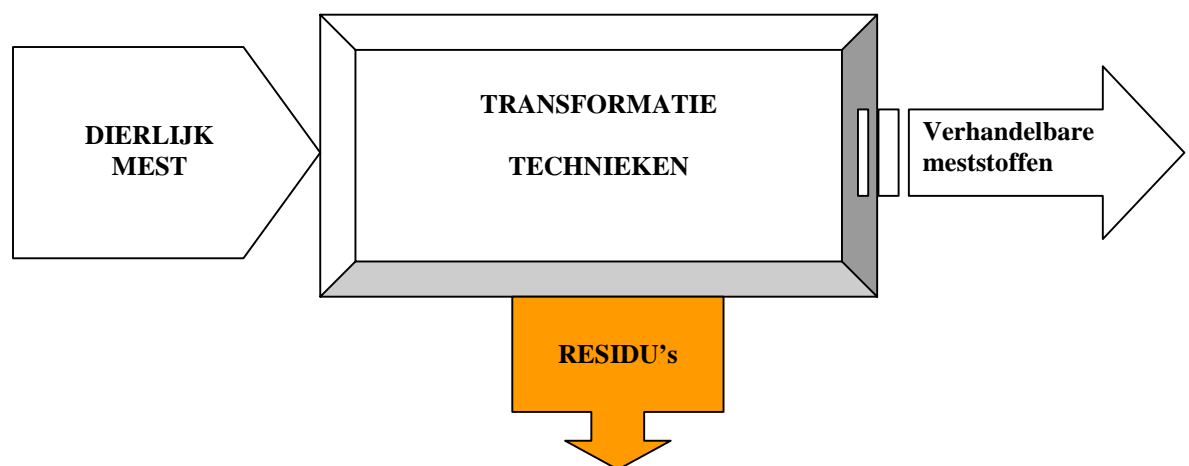 DIERLIJK
MEST
TRANSFORMATIE
TECHNIEKEN
Verhandelbare
meststoffen
RESIDU’s